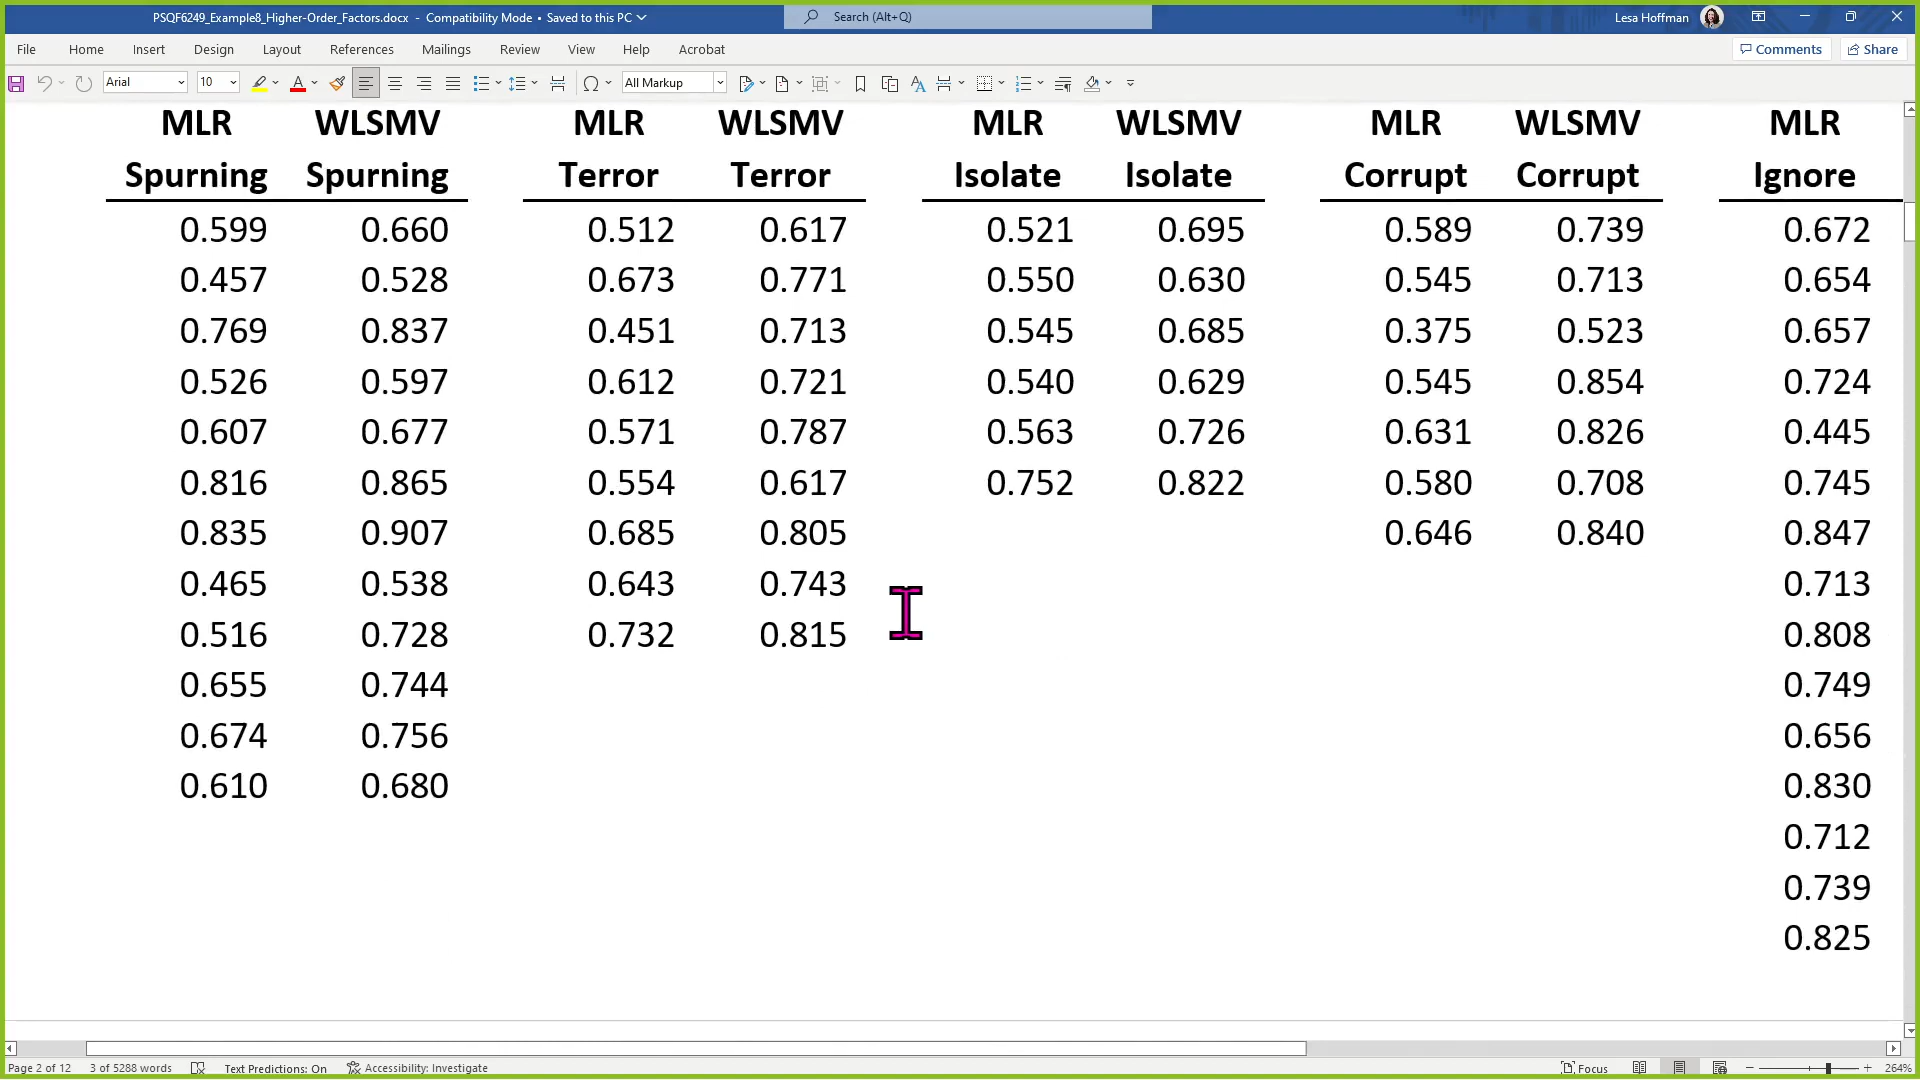 PSQF6249_Example8_Higher-Order_Factors.docx - Compatibility Mode • Saved to this PC
Search (Alt+Q)
Lesa Hoffman
File Home Insert Design Layout References Mailings Review View Help Acrobat
Comments Share
Arial 10 All Markup
MLR WLSMV MLR WLSMV MLR WLSMV MLR WLSMV MLR
Spurning Spurning Terror Terror Isolate Isolate Corrupt Corrupt Ignore
0.599 0.660 0.512 0.617 0.521 0.695 0.589 0.739 0.672
0.457 0.528 0.673 0.771 0.550 0.630 0.545 0.713 0.654
0.769 0.837 0.451 0.713 0.545 0.685 0.375 0.523 0.657
0.526 0.597 0.612 0.721 0.540 0.629 0.545 0.854 0.724
0.607 0.677 0.571 0.787 0.563 0.726 0.631 0.826 0.445
0.816 0.865 0.554 0.617 0.752 0.822 0.580 0.708 0.745
0.835 0.907 0.685 0.805 0.646 0.840 0.847
0.465 0.538 0.643 0.743 0.713
0.516 0.728 0.732 0.815 0.808
0.655 0.744 0.749
0.674 0.756 0.656
0.610 0.680 0.830
0.712
0.739
0.825
Page 2 of 12 3 of 5288 words Text Predictions: On Accessibility: Investigate Focus 264%